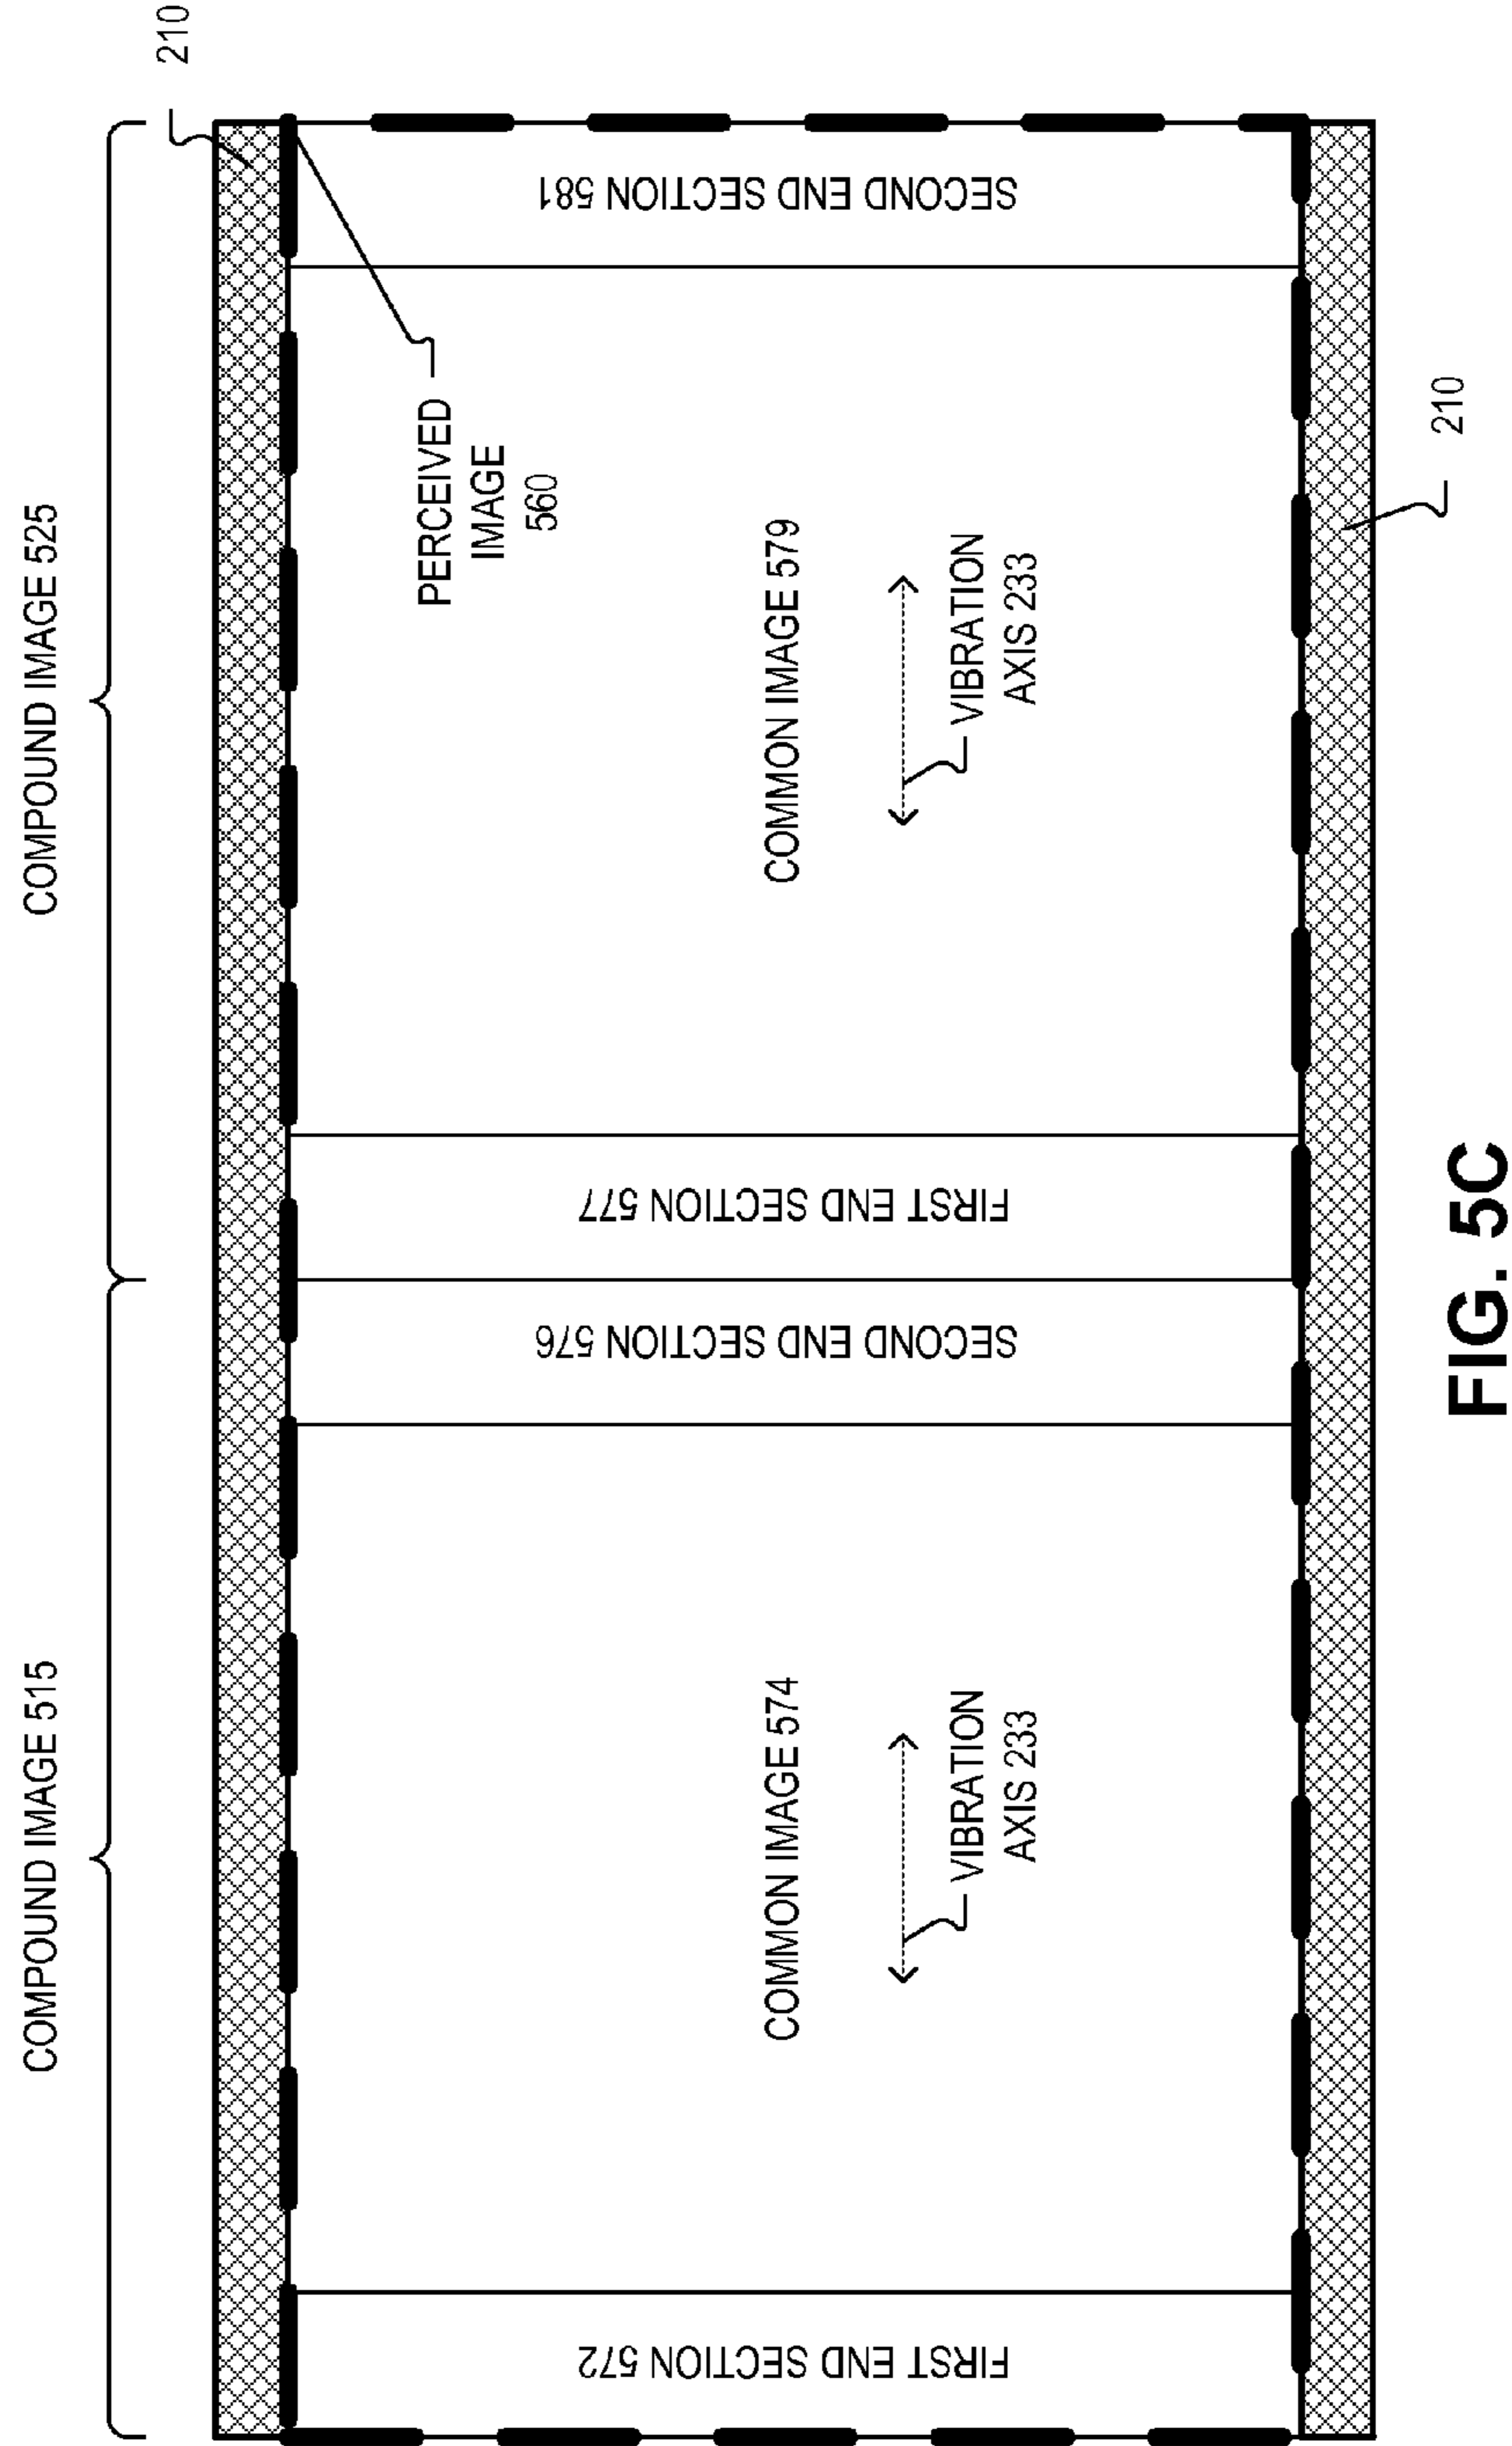 COMPOUND IMAGE 515
COMPOUND IMAGE 525
210
PERCEIVED
IMAGE
560
FIRST END SECTION 572
COMMON IMAGE 574
VIBRATION
AXIS 233
SECOND END SECTION 576
FIRST END SECTION 577
COMMON IMAGE 579
VIBRATION
AXIS 233
SECOND END SECTION 581
210
FIG. 5C